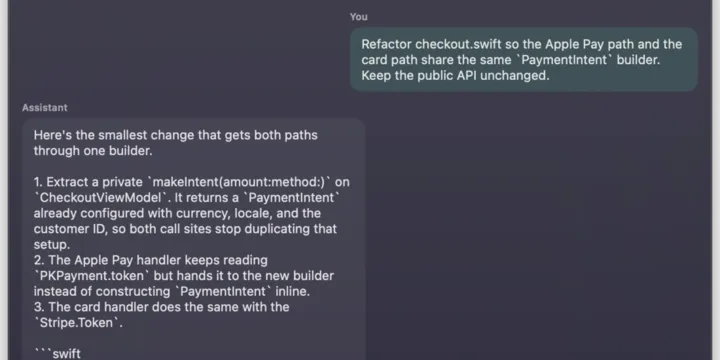 You
Refactor checkout.swift so the Apple Pay path and the
card path share the same `PaymentIntent` builder.
Keep the public API unchanged.
Assistant
Here's the smallest change that gets both paths
through one builder.
1. Extract a private `makeIntent(amount:method:)` on
`CheckoutViewModel`. It returns a `PaymentIntent`
already configured with currency, locale, and the
customer ID, so both call sites stop duplicating that
setup.
2. The Apple Pay handler keeps reading
`PKPayment.token` but hands it to the new builder
instead of constructing `PaymentIntent` inline.
3. The card handler does the same with the
`Stripe.Token`.
```swift